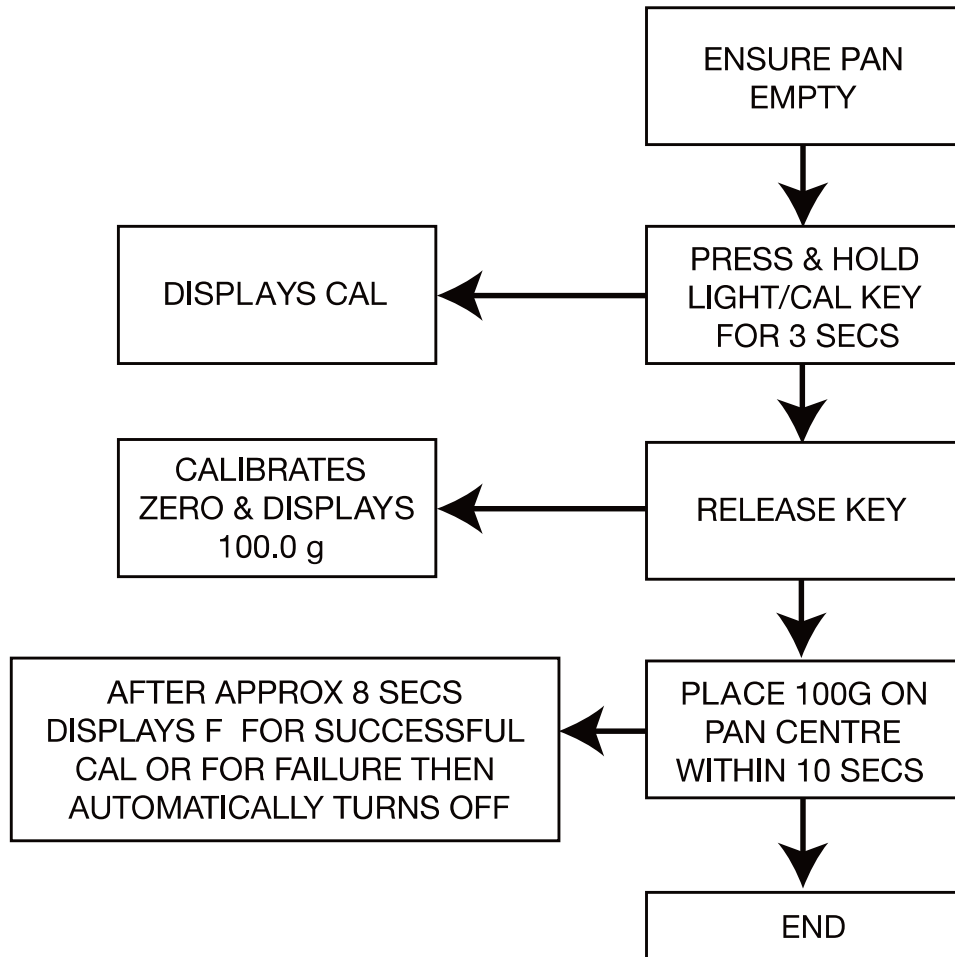 ENSURE PAN
EMPTY
DISPLAYS CAL
PRESS & HOLD
LIGHT/CAL KEY
FOR 3 SECS
CALIBRATES
ZERO & DISPLAYS
100.0 g
RELEASE KEY
AFTER APPROX 8 SECS
DISPLAYS F FOR SUCCESSFUL
CAL OR FOR FAILURE THEN
AUTOMATICALLY TURNS OFF
PLACE 100G ON
PAN CENTRE
WITHIN 10 SECS
END